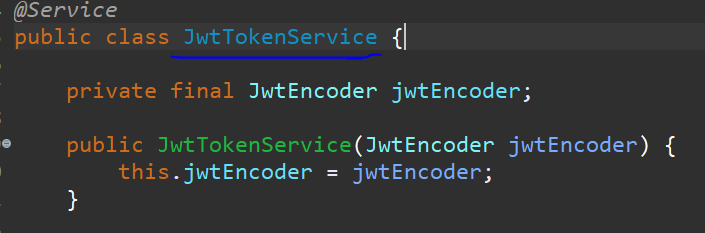 @Service
public class JwtTokenService {
private final JwtEncoder jwtEncoder;
public JwtTokenService(JwtEncoder jwtEncoder) {
this.jwtEncoder = jwtEncoder;
}